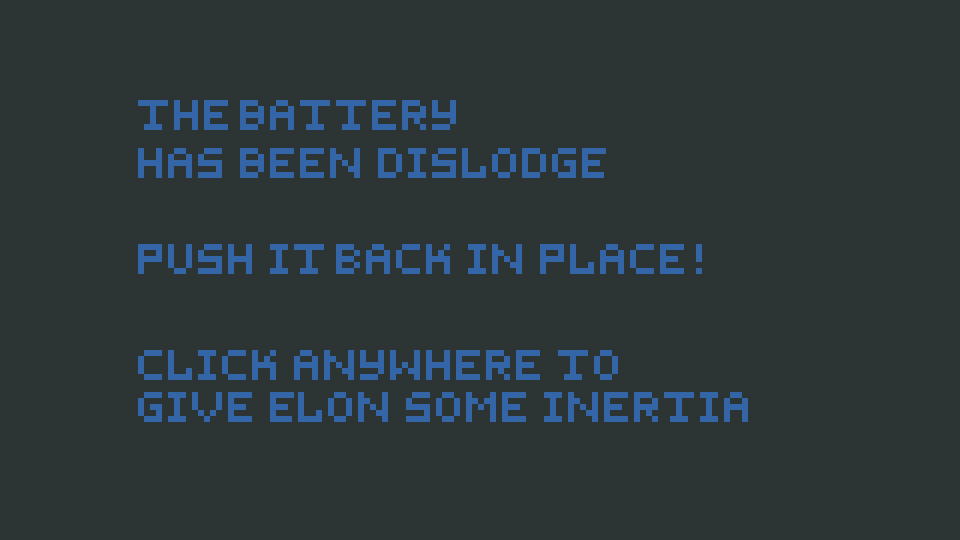 THE BATTERY
HAS BEEN DISLODGE
PUSH IT BACK IN PLACE!
CLICK ANYWHERE TO
GIVE ELON SOME INERTIA